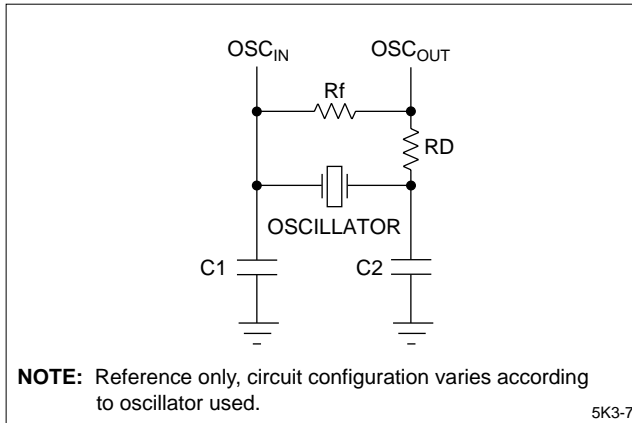 OSCIN OSCOUT
Rf
RD
OSCILLATOR
C1 C2
NOTE: Reference only, circuit configuration varies according
to oscillator used.
5K3-7